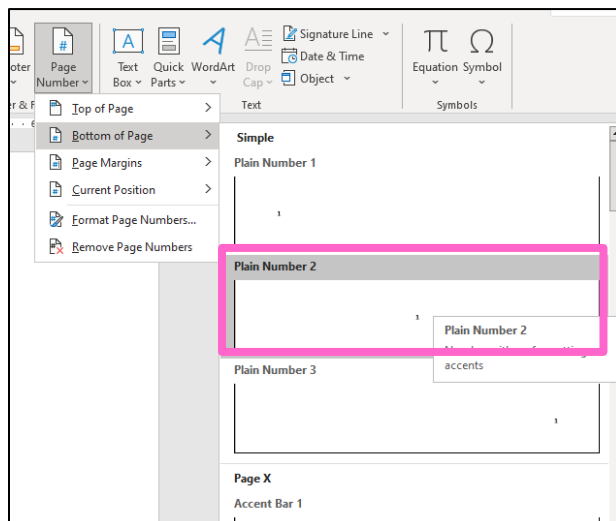 Signature Line
Date & Time
Object
Page
Number
Text
Box
Quick
Parts
WordArt
Drop
Cap
Equation
Symbol
Text
Symbols
Top of Page
Bottom of Page
Page Margins
Current Position
Format Page Numbers...
Remove Page Numbers
Simple
Plain Number 1
1
Plain Number 2
1
Plain Number 2
accents
Plain Number 3
1
Page X
Accent Bar 1